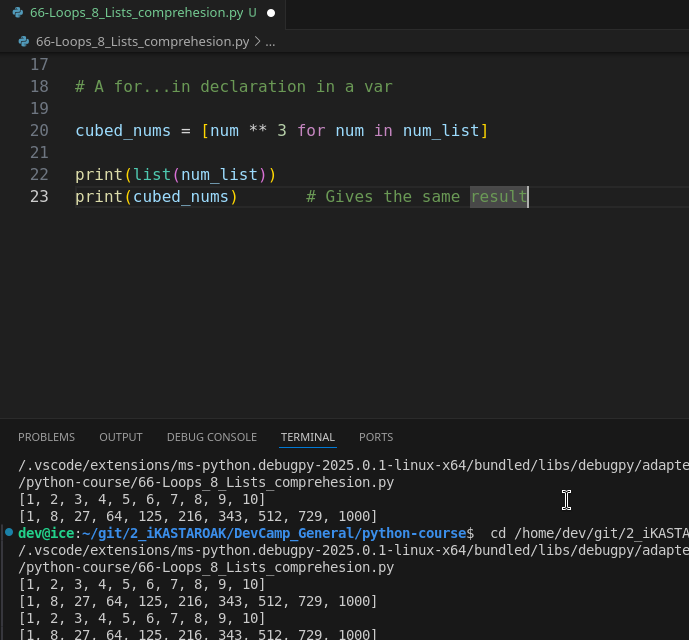 66-Loops_8_Lists_comprehesion.py U
66-Loops_8_Lists_comprehesion.py > ...
17
18 # A for...in declaration in a var
19
20 cubed_nums = [num ** 3 for num in num_list]
21
22 print(list(num_list))
23 print(cubed_nums)       # Gives the same result
PROBLEMS OUTPUT DEBUG CONSOLE TERMINAL PORTS
/.vscode/extensions/ms-python.debugpy-2025.0.1-linux-x64/bundled/libs/debugpy/adapte
/python-course/66-Loops_8_Lists_comprehesion.py
[1, 2, 3, 4, 5, 6, 7, 8, 9, 10]
[1, 8, 27, 64, 125, 216, 343, 512, 729, 1000]
dev@ice:~/git/2_iKASTAROAK/DevCamp_General/python-course$  cd /home/dev/git/2_iKASTA
/.vscode/extensions/ms-python.debugpy-2025.0.1-linux-x64/bundled/libs/debugpy/adapte
/python-course/66-Loops_8_Lists_comprehesion.py
[1, 2, 3, 4, 5, 6, 7, 8, 9, 10]
[1, 8, 27, 64, 125, 216, 343, 512, 729, 1000]
[1, 2, 3, 4, 5, 6, 7, 8, 9, 10]
[1, 8, 27, 64, 125, 216, 343, 512, 729, 1000]